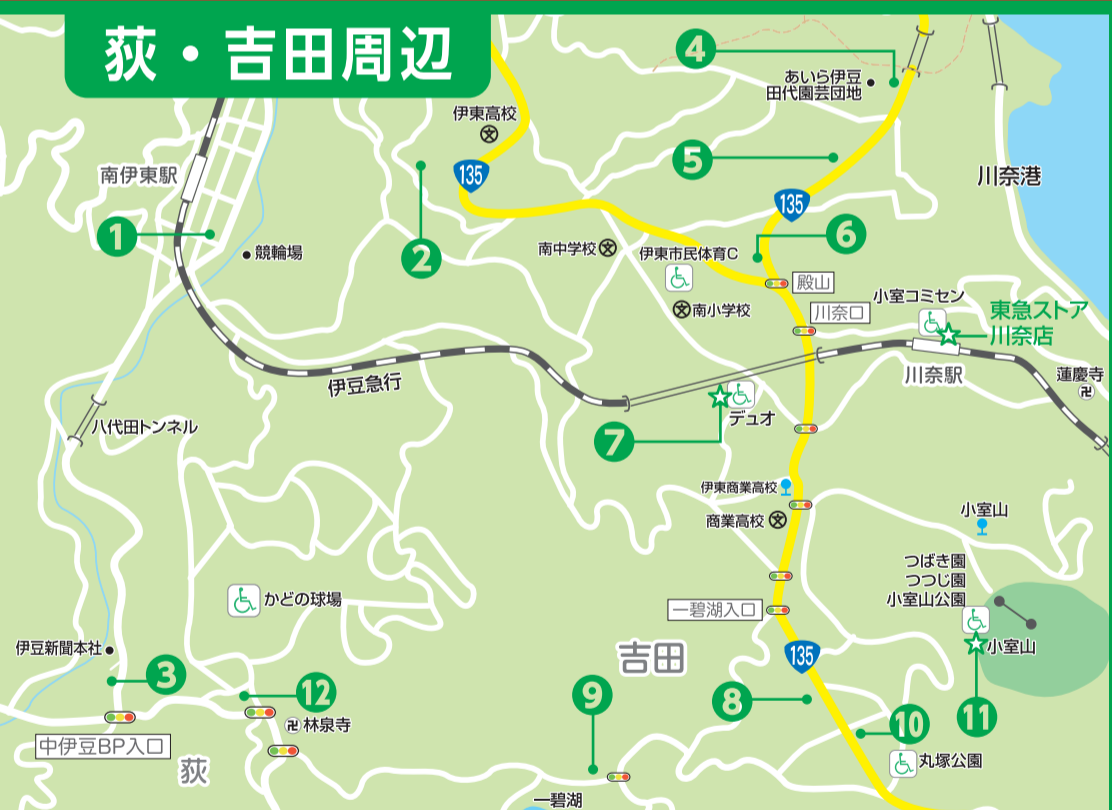 荻・吉田周辺
4
あいら伊豆
田代園芸団地
伊東高校
135
5
南伊東駅
川奈港
135
1
競輪場
2
南中学校
伊東市民体育C
6
殿山
南小学校
川奈口
小室コミセン
東急ストア
川奈店
川奈駅
蓮慶寺
伊豆急行
デュオ
7
八代田トンネル
伊東商業高校
商業高校
小室山
つばき園
つつじ園
小室山公園
かどの球場
一碧湖入口
伊豆新聞本社
吉田
135
小室山
3
12
9
8
10
11
林泉寺
中伊豆BP入口
荻
丸塚公園
一碧湖